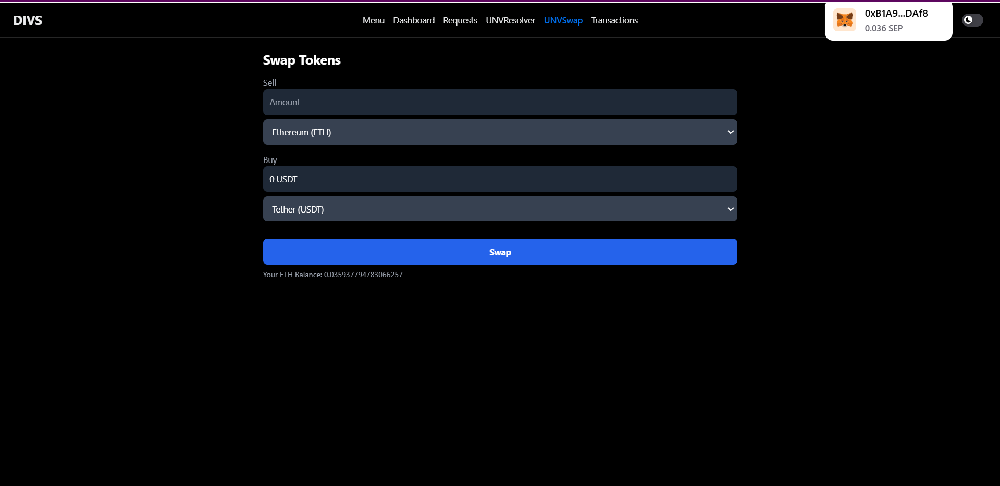 DIVS
Menu Dashboard Requests UNVResolver UNVSwap Transactions
0xB1A9...DAf8
0.036 SEP
Swap Tokens
Sell
Amount
Ethereum (ETH)
Buy
0 USDT
Tether (USDT)
Swap
Your ETH Balance: 0.035937794783066257